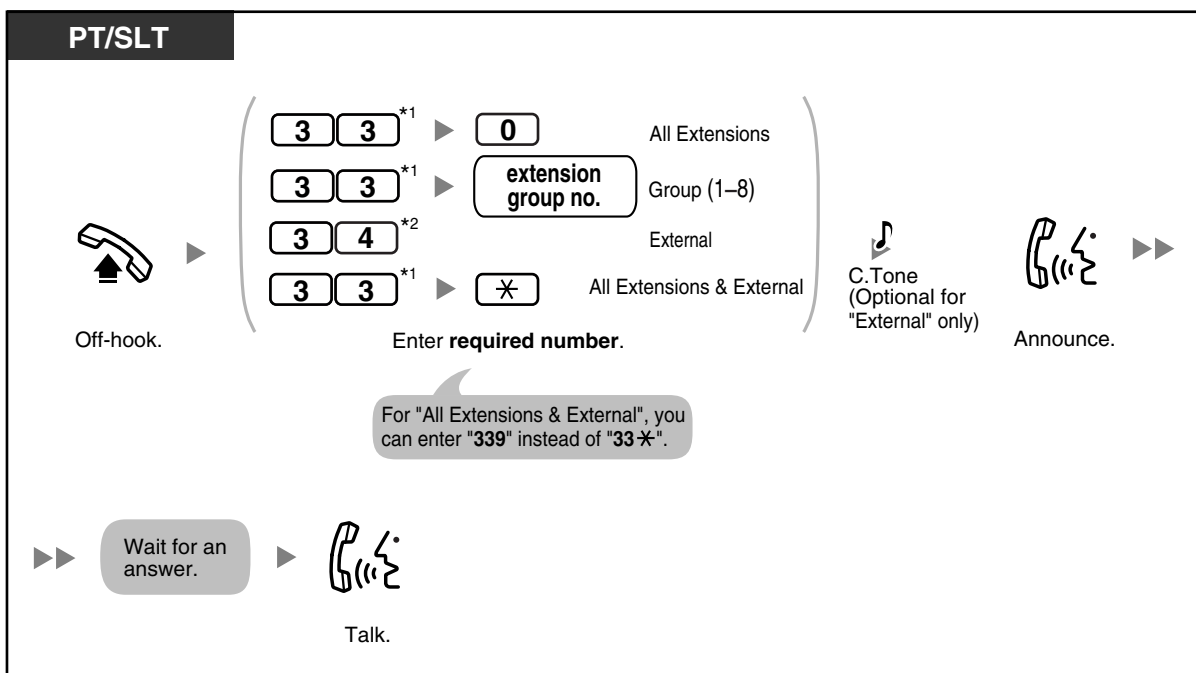 PT/SLT
3 3 *1 0 All Extensions
3 3 *1 extension group no. Group (1–8)
3 4 *2 External
3 3 *1 ✳ All Extensions & External
Off-hook.
Enter required number.
C.Tone
(Optional for
"External" only)
Announce.
For "All Extensions & External", you
can enter "339" instead of "33✳".
Wait for an
answer.
Talk.